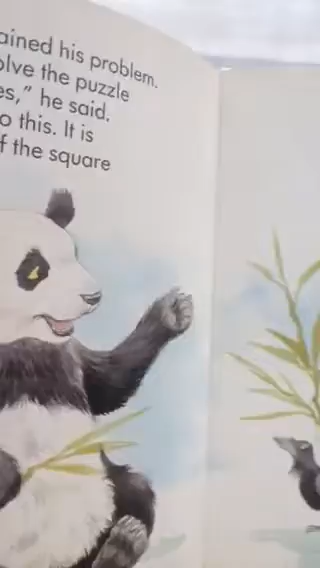 ained his problem.
olve the puzzle
es," he said.
o this. It is
f the square